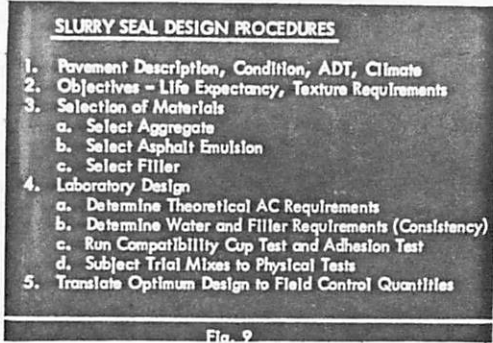 SLURRY SEAL DESIGN PROCEDURES
1. Pavement Description, Condition, ADT, Climate
2. Objectives - Life Expectancy, Texture Requirements
3. Selection of Materials
a. Select Aggregate
b. Select Asphalt Emulsion
c. Select Filler
4. Laboratory Design
a. Determine Theoretical AC Requirements
b. Determine Water and Filler Requirements (Consistency)
c. Run Compatibility Cup Test and Adhesion Test
d. Subject Trial Mixes to Physical Tests
5. Translate Optimum Design to Field Control Quantities
Fig. 9